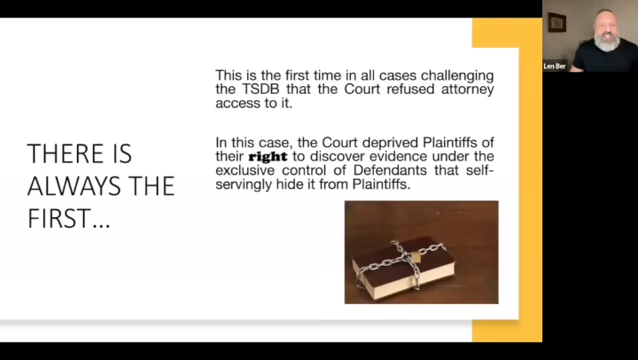 Len Ber
This is the first time in all cases challenging
the TSDB that the Court refused attorney
access to it.
THERE IS
ALWAYS THE
FIRST...
In this case, the Court deprived Plaintiffs of
their right to discover evidence under the
exclusive control of Defendants that self-
servingly hide it from Plaintiffs.